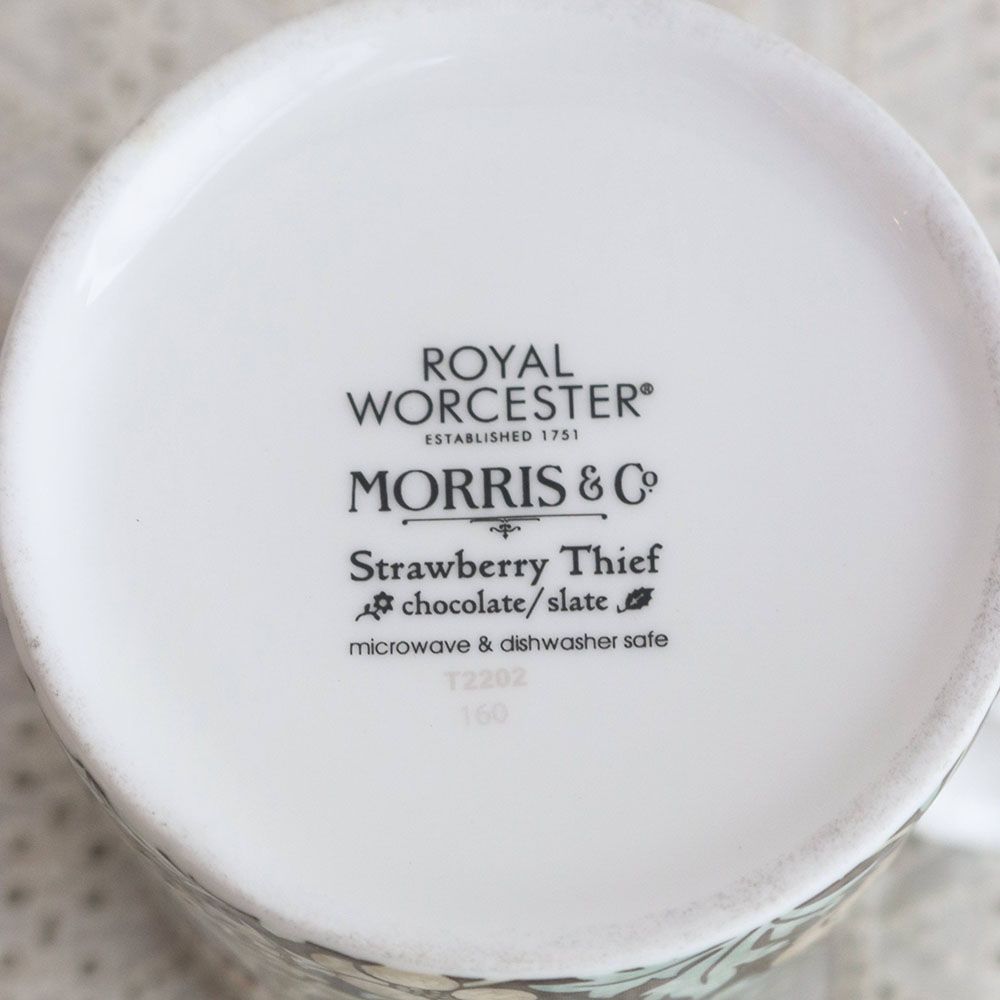 ROYAL
WORCESTER®
ESTABLISHED 1751
MORRIS & Co.
Strawberry Thief
chocolate/slate
microwave & dishwasher safe
T2202
160